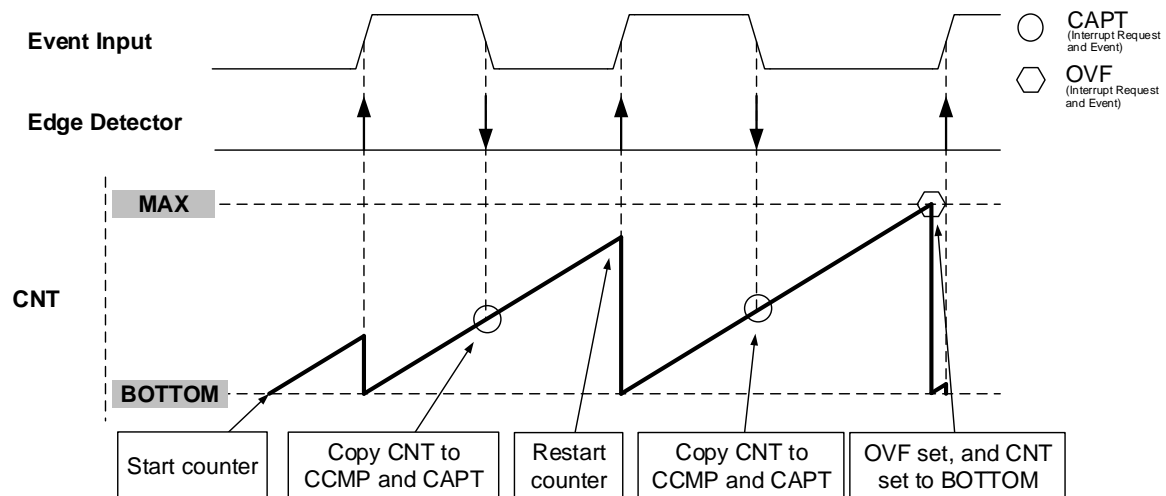 Event Input
CAPT
(Interrupt Request
and Event)
OVF
(Interrupt Request
and Event)
Edge Detector
MAX
CNT
BOTTOM
Start counter
Copy CNT to
CCMP and CAPT
Restart
counter
Copy CNT to
CCMP and CAPT
OVF set, and CNT
set to BOTTOM